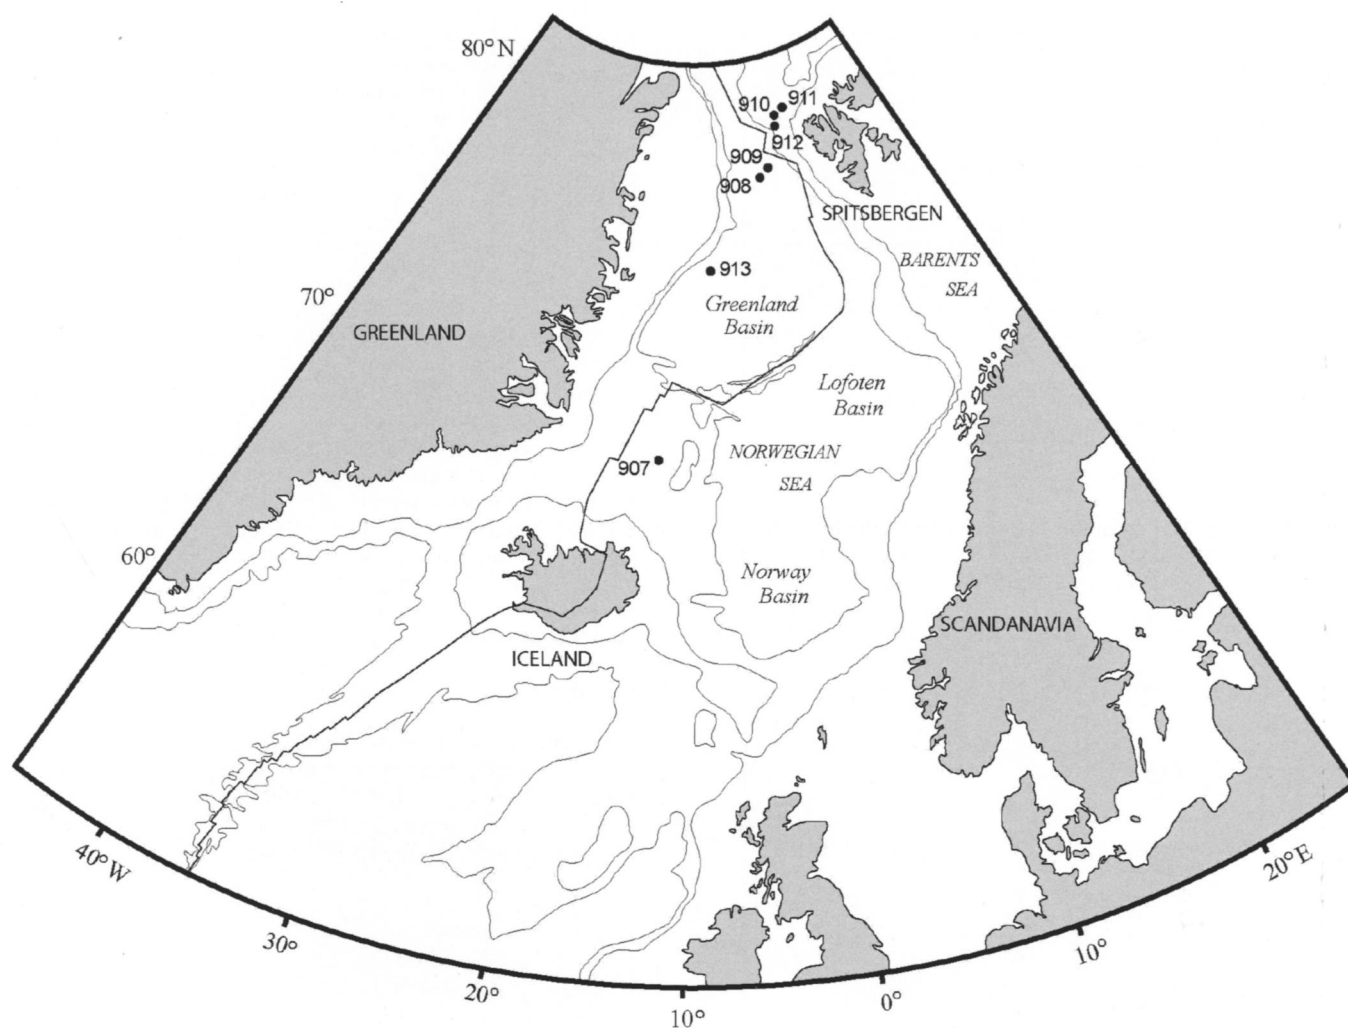 80° N
910
911
912
909
908
SPITSBERGEN
BARENTS
SEA
913
70°
Greenland
Basin
GREENLAND
Lofoten
Basin
NORWEGIAN
SEA
907
60°
Norway
Basin
SCANDANAVIA
ICELAND
40° W
30°
20°
10°
0°
10°
20° E